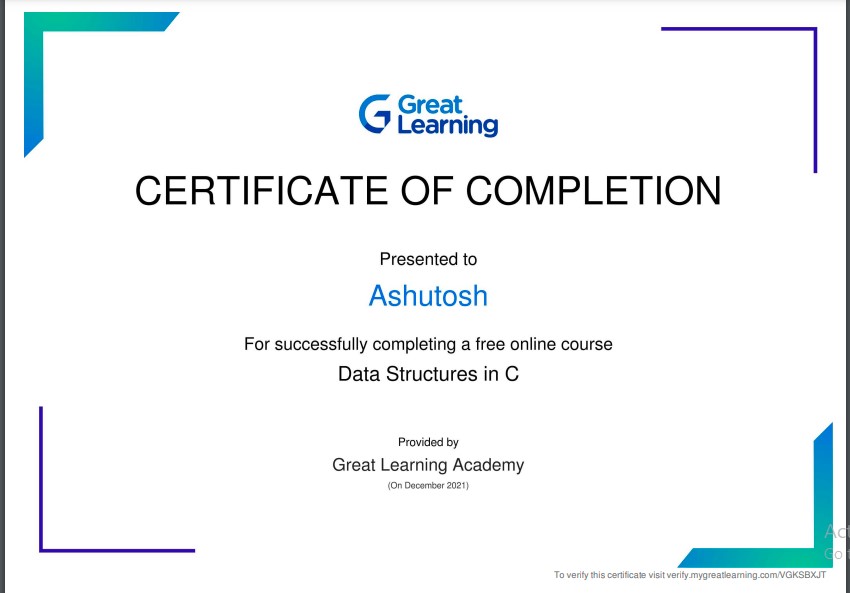 Great
Learning
CERTIFICATE OF COMPLETION
Presented to
Ashutosh
For successfully completing a free online course
Data Structures in C
Provided by
Great Learning Academy
(On December 2021)
To verify this certificate visit verify.mygreatlearning.com/VGKSBXJT